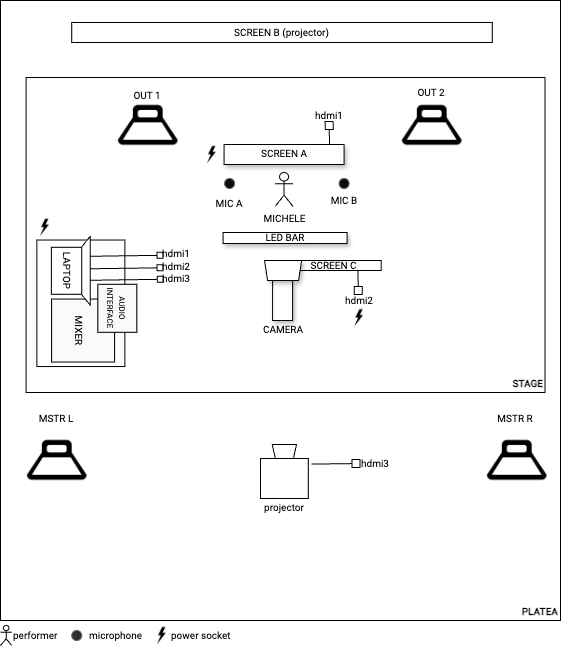 SCREEN B (projector)
OUT 1
OUT 2
hdmi1
SCREEN A
MIC A
MIC B
MICHELE
LED BAR
LAPTOP
hdmi1
hdmi2
hdmi3
AUDIO
INTERFACE
MIXER
SCREEN C
hdmi2
CAMERA
STAGE
MSTR L
MSTR R
hdmi3
projector
PLATEA
performer
microphone
power socket